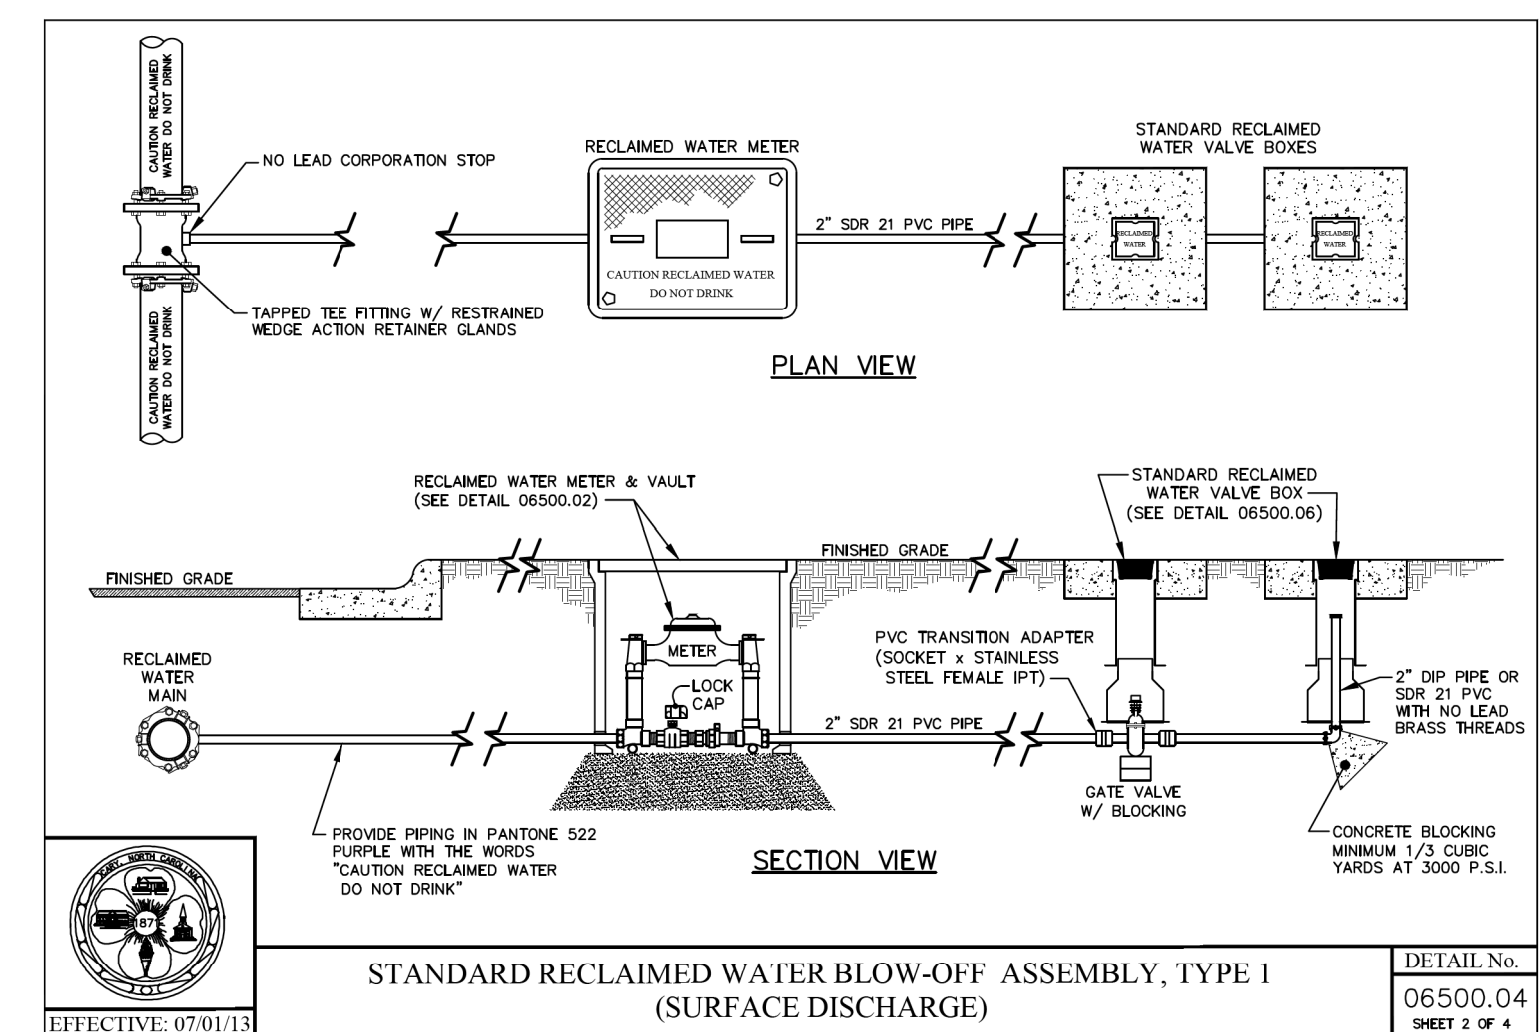 CAUTION RECLAIMED
WATER DO NOT DRINK
NO LEAD CORPORATION STOP
TAPPED TEE FITTING W/ RESTRAINED
WEDGE ACTION RETAINER GLANDS
CAUTION RECLAIMED
WATER DO NOT DRINK
RECLAIMED WATER METER
CAUTION RECLAIMED WATER
DO NOT DRINK
2" SDR 21 PVC PIPE
STANDARD RECLAIMED
WATER VALVE BOXES
RECLAIMED
WATER
RECLAIMED
WATER
PLAN VIEW
RECLAIMED WATER METER & VAULT
(SEE DETAIL 06500.02)
STANDARD RECLAIMED
WATER VALVE BOX
(SEE DETAIL 06500.06)
FINISHED GRADE
FINISHED GRADE
RECLAIMED
WATER
MAIN
METER
LOCK
CAP
2" SDR 21 PVC PIPE
PVC TRANSITION ADAPTER
(SOCKET x STAINLESS
STEEL FEMALE IPT)
2" DIP PIPE OR
SDR 21 PVC
WITH NO LEAD
BRASS THREADS
GATE VALVE
W/ BLOCKING
PROVIDE PIPING IN PANTONE 522
PURPLE WITH THE WORDS
"CAUTION RECLAIMED WATER
DO NOT DRINK"
CONCRETE BLOCKING
MINIMUM 1/3 CUBIC
YARDS AT 3000 P.S.I.
SECTION VIEW
CARY, NORTH CAROLINA
1871
EFFECTIVE: 07/01/13
STANDARD RECLAIMED WATER BLOW-OFF ASSEMBLY, TYPE 1
(SURFACE DISCHARGE)
DETAIL No.
06500.04
SHEET 2 OF 4